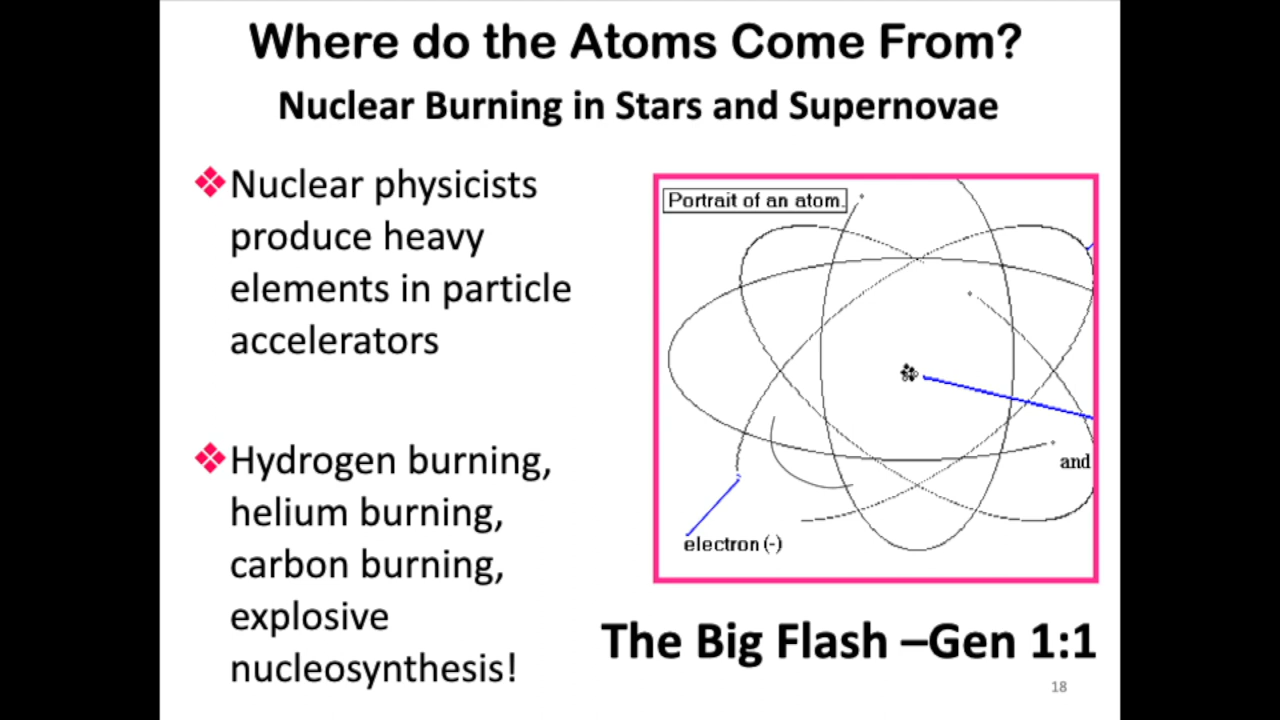 Where do the Atoms Come From?
Nuclear Burning in Stars and Supernovae
❖Nuclear physicists
produce heavy
elements in particle
accelerators
❖Hydrogen burning,
helium burning,
carbon burning,
explosive
nucleosynthesis!
Portrait of an atom.
and
electron (-)
The Big Flash –Gen 1:1
18